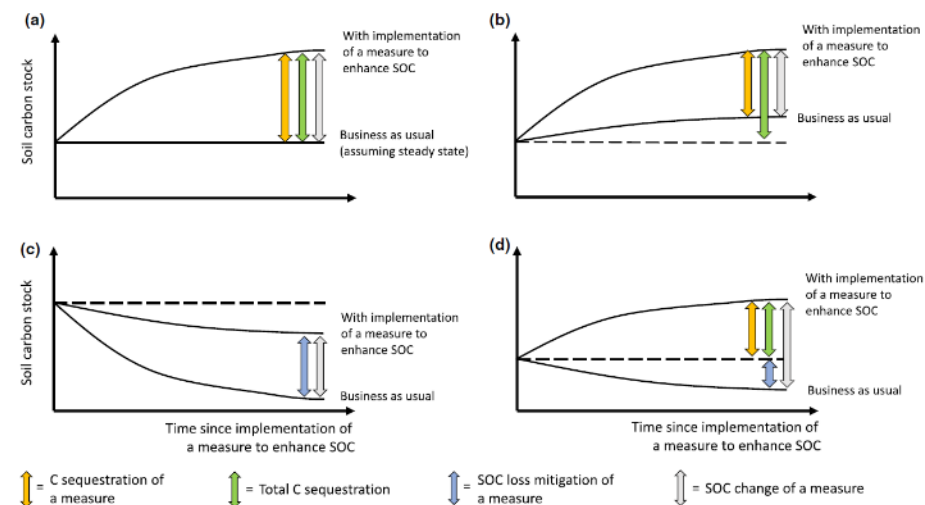 (a)
Soil carbon stock
With implementation
of a measure to
enhance SOC
Business as usual
(assuming steady state)
(b)
With implementation
of a measure to
enhance SOC
Business as usual
(c)
Soil carbon stock
With implementation
of a measure to
enhance SOC
Business as usual
Time since implementation of
a measure to enhance SOC
(d)
With implementation
of a measure to
enhance SOC
Business as usual
Time since implementation of
a measure to enhance SOC
= C sequestration of
a measure
= Total C sequestration
= SOC loss mitigation of
a measure
= SOC change of a measure